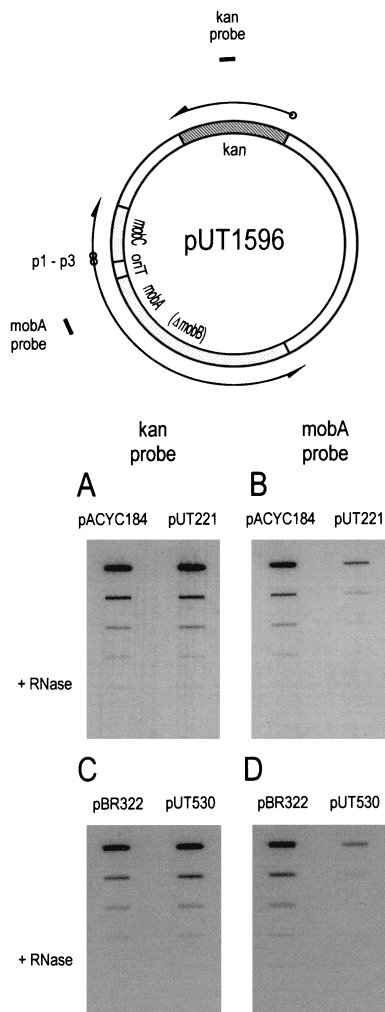 kan
probe
kan
pUT1596
mobC oriT mobA (ΔmobB)
p1 - p3
mobA
probe
kan
probe
mobA
probe
A
B
pACYC184 pUT221
pACYC184 pUT221
+ RNase
C
D
pBR322 pUT530
pBR322 pUT530
+ RNase